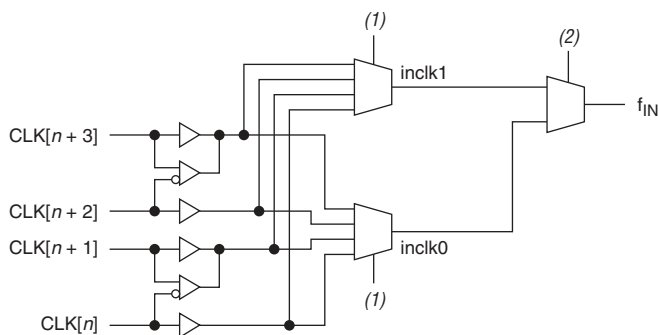 (1)
(2)
inclk1
f_IN
CLK[n + 3]
CLK[n + 2]
CLK[n + 1]
inclk0
(1)
CLK[n]